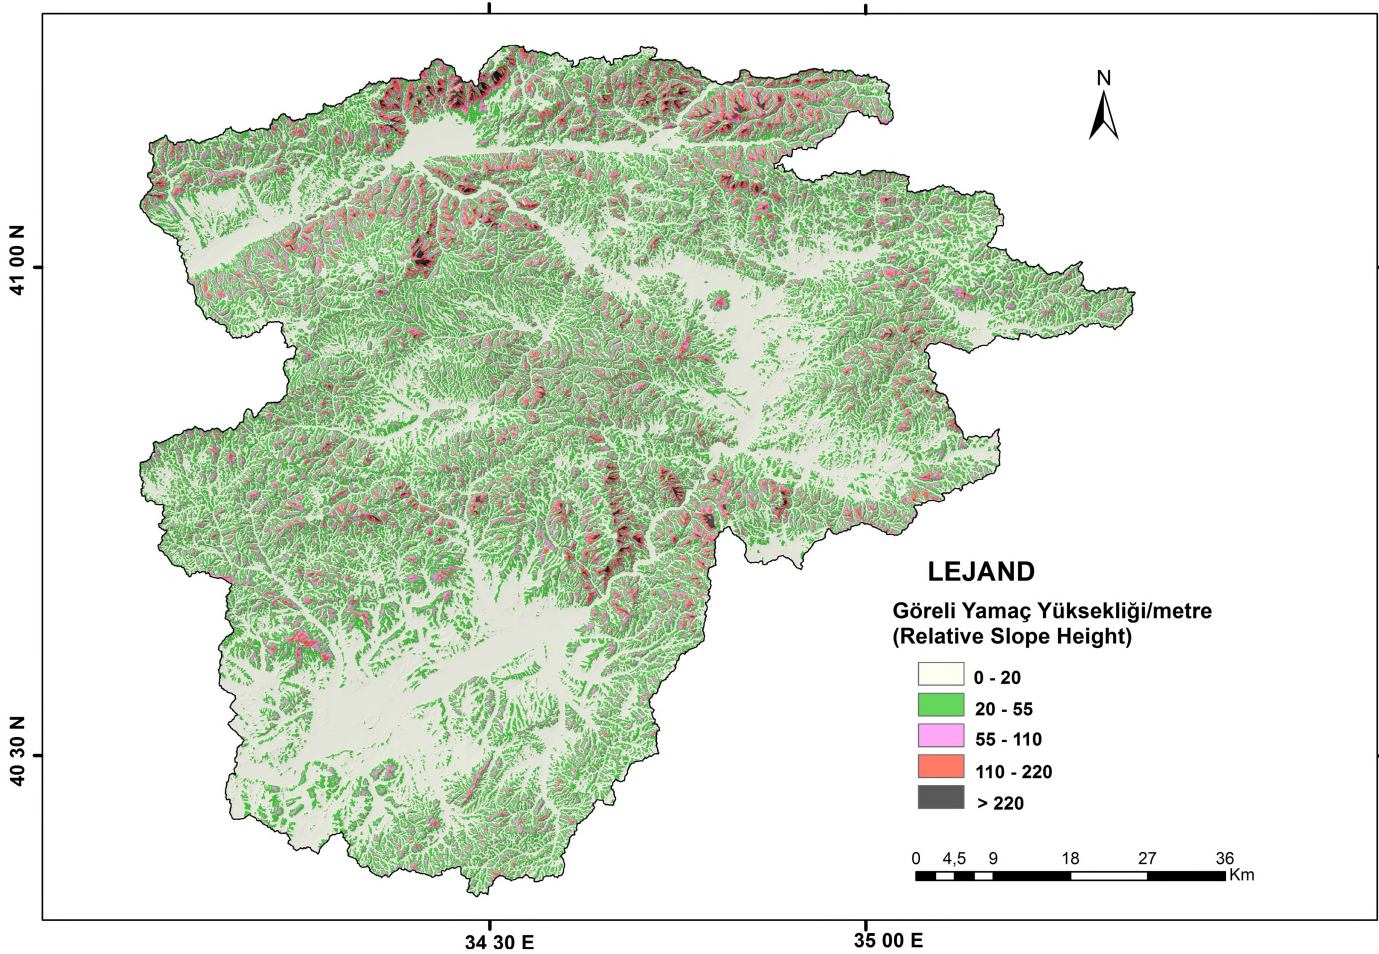 N
41 00 N
40 30 N
LEJAND
Göreli Yamaç Yüksekliği/metre
(Relative Slope Height)
0 - 20
20 - 55
55 - 110
110 - 220
> 220
0 4,5 9 18 27 36
Km
34 30 E 35 00 E